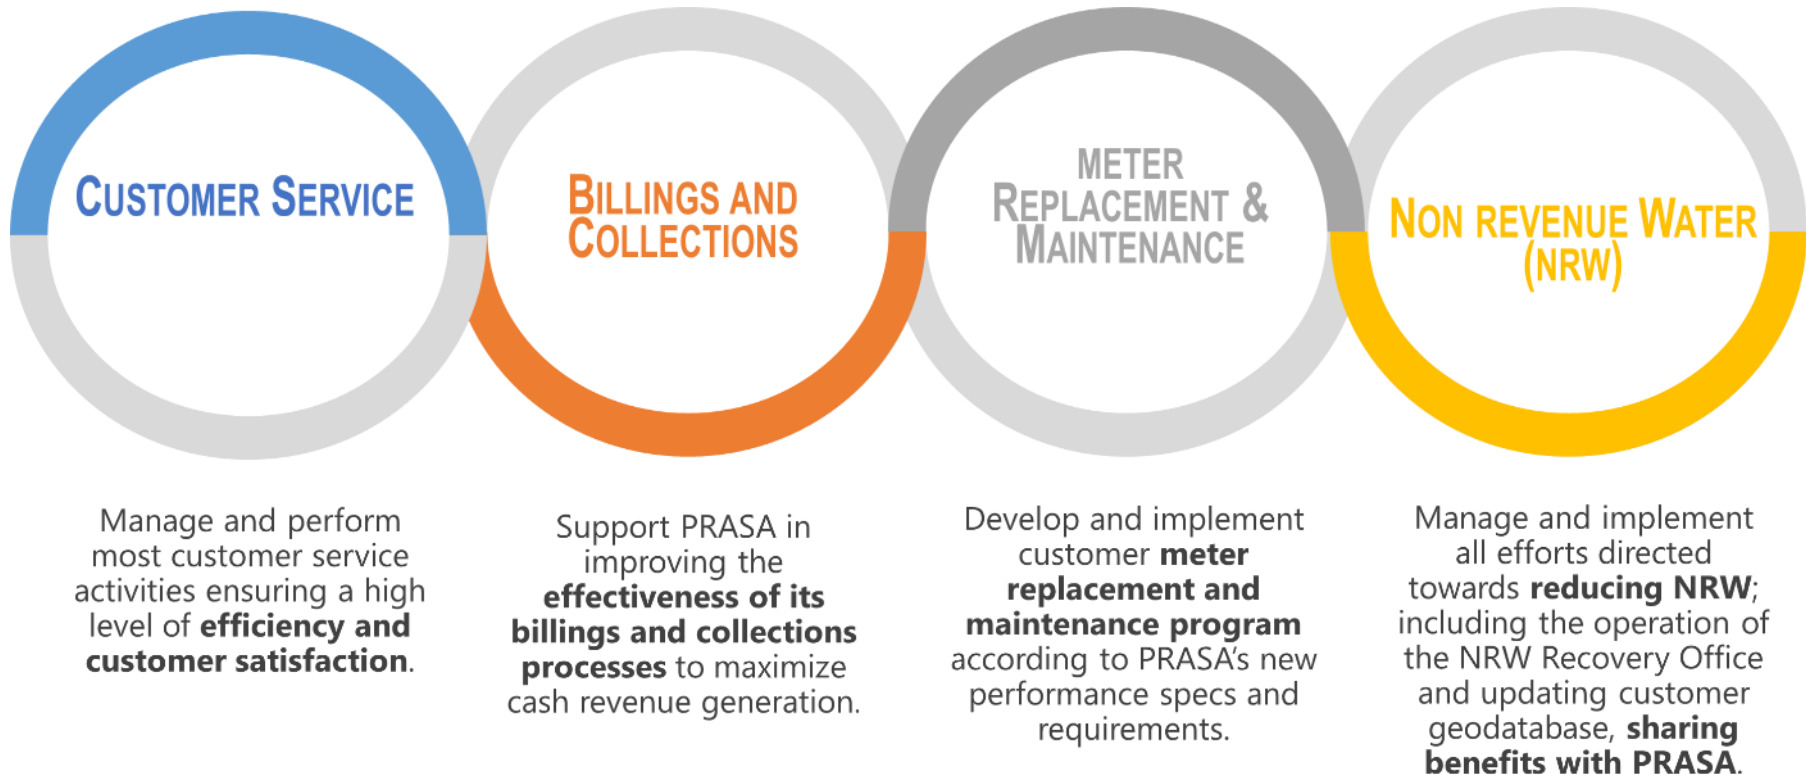 CUSTOMER SERVICE
Manage and perform
most customer service
activities ensuring a high
level of efficiency and
customer satisfaction.
BILLINGS AND
COLLECTIONS
Support PRASA in
improving the
effectiveness of its
billings and collections
processes to maximize
cash revenue generation.
METER
REPLACEMENT &
MAINTENANCE
Develop and implement
customer meter
replacement and
maintenance program
according to PRASA's new
performance specs and
requirements.
NON REVENUE WATER
(NRW)
Manage and implement
all efforts directed
towards reducing NRW;
including the operation of
the NRW Recovery Office
and updating customer
geodatabase, sharing
benefits with PRASA.